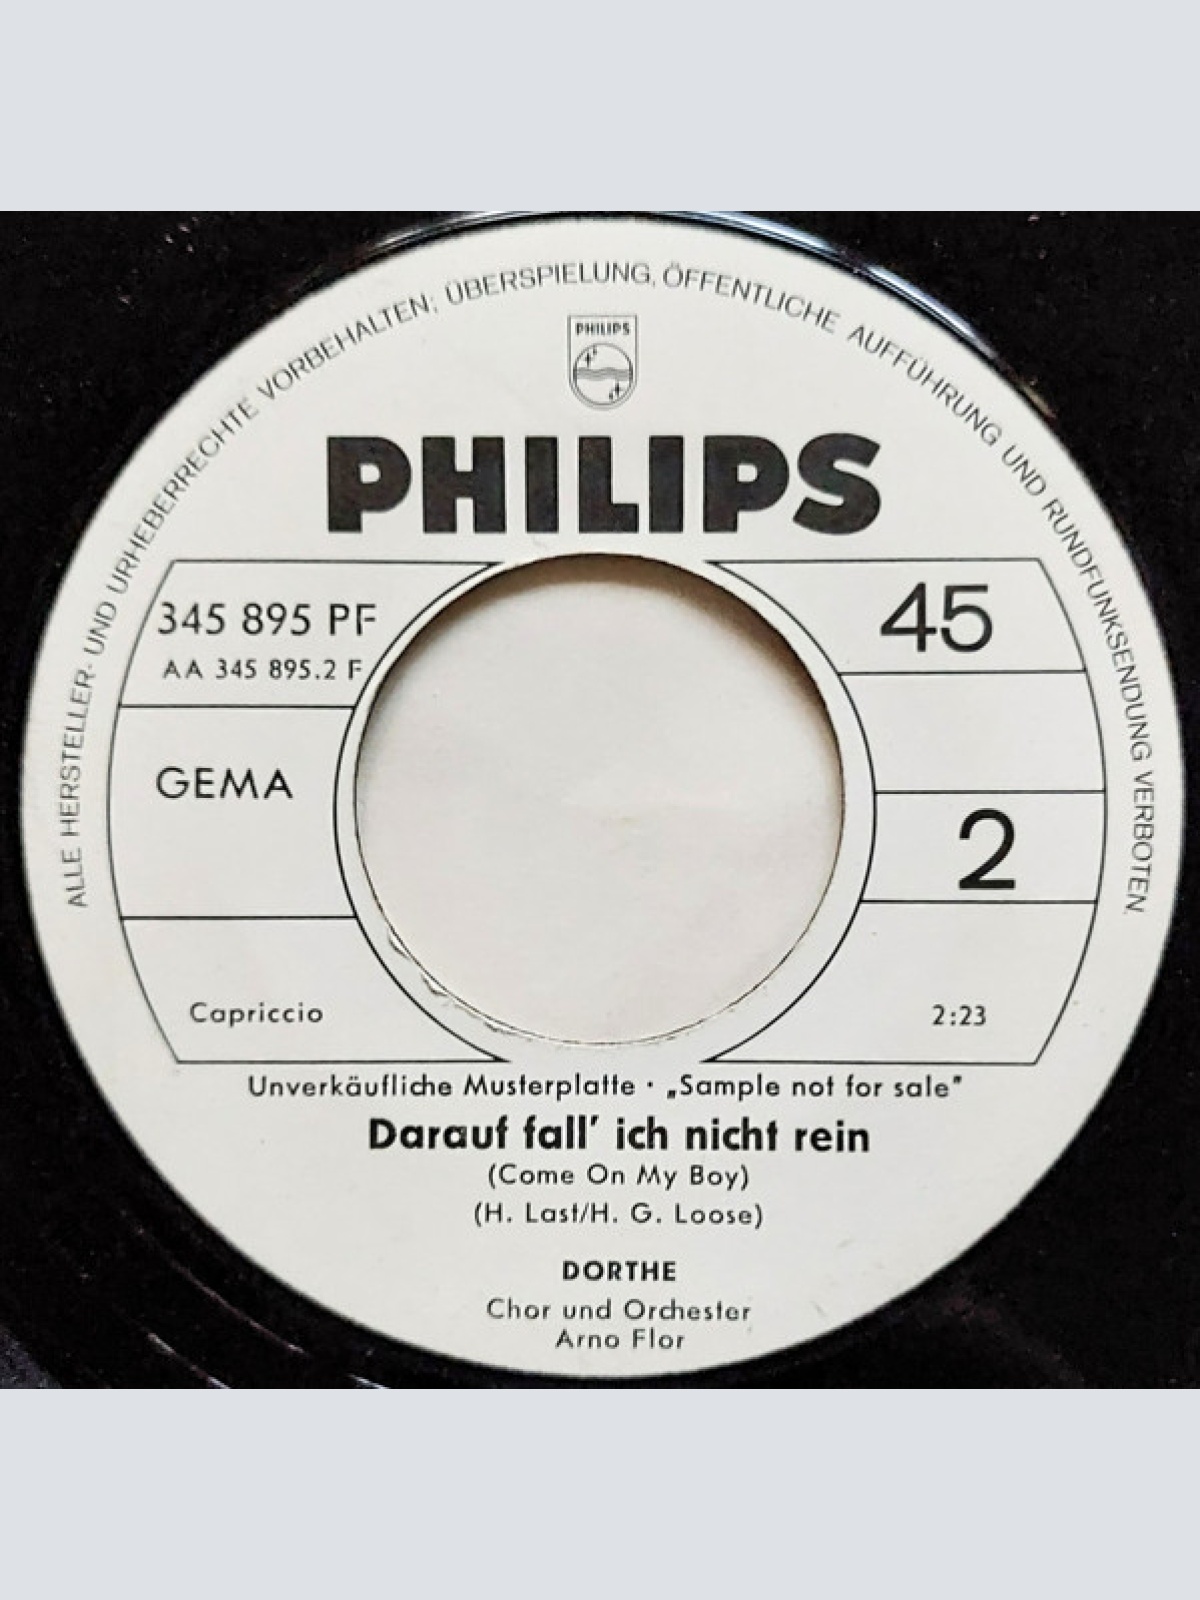 ALLE HERSTELLER- UND URHEBERRECHTE VORBEHALTEN; ÜBERSPIELUNG, ÖFFENTLICHE AUFFÜHRUNG UND RUNDFUNKSENDUNG VERBOTEN.
PHILIPS
PHILIPS
345 895 PF
AA 345 895.2 F
45
GEMA
2
Capriccio
2:23
Unverkäufliche Musterplatte · „Sample not for sale"
Darauf fall' ich nicht rein
(Come On My Boy)
(H. Last/H. G. Loose)
DORTHE
Chor und Orchester
Arno Flor